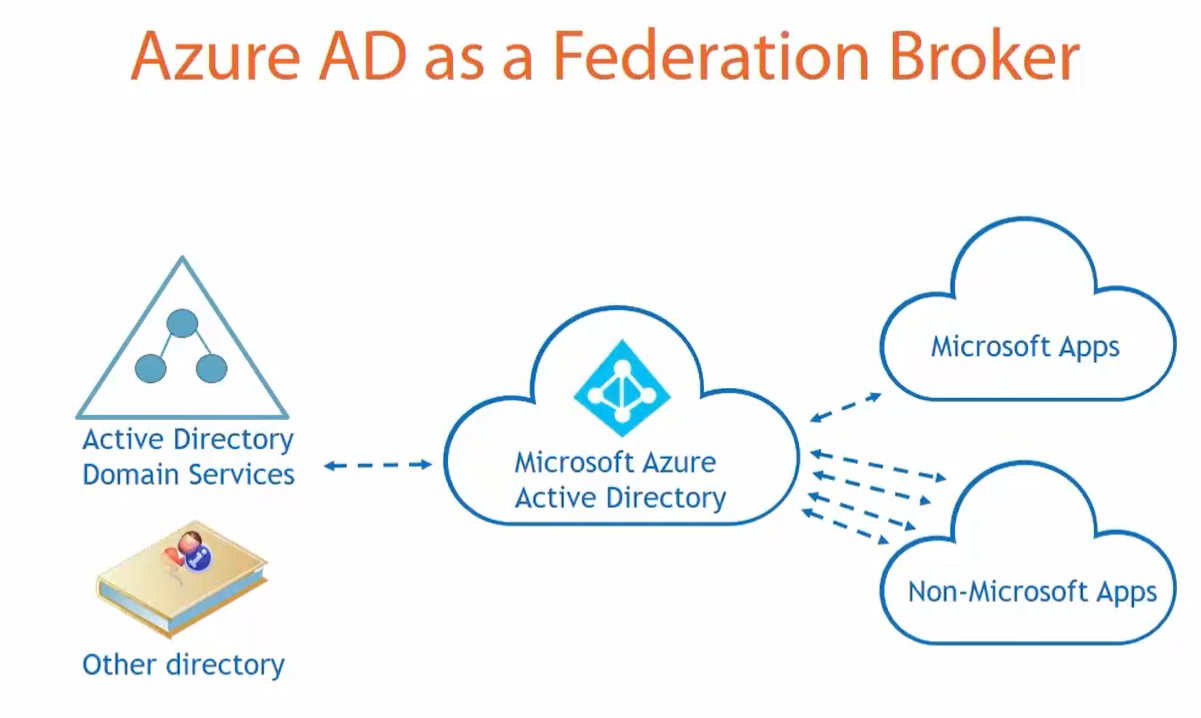 Azure AD as a Federation Broker
Active Directory
Domain Services
Other directory
Microsoft Azure
Active Directory
Microsoft Apps
Non-Microsoft Apps